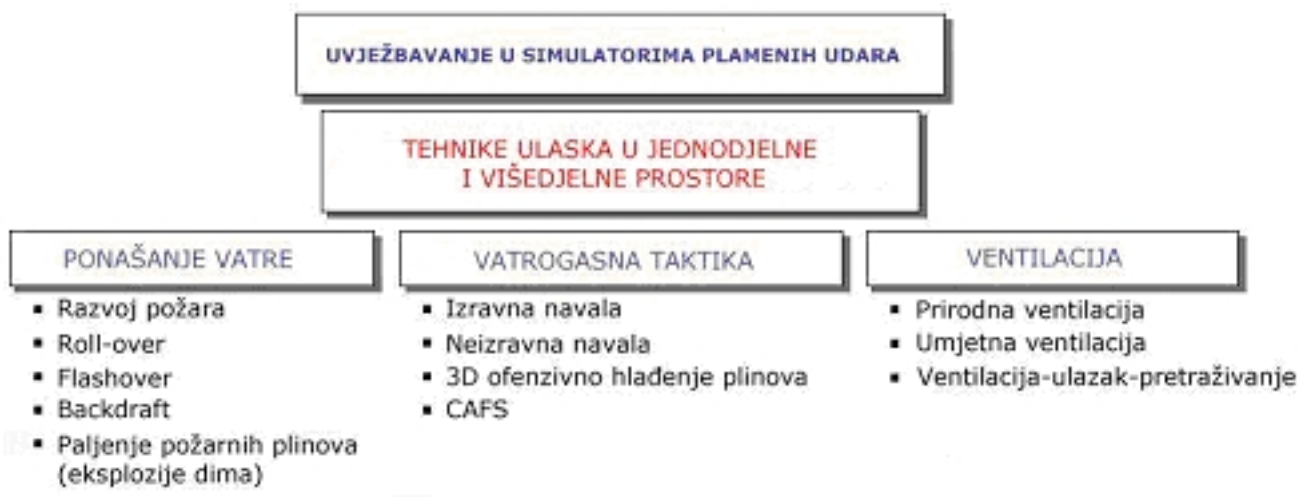 UVJEŽBAVANJE U SIMULATORIMA PLAMENIH UDARA
TEHNIKE ULASKA U JEDNODJELNE
I VIŠEDJELNE PROSTORE
PONAŠANJE VATRE
▪ Razvoj požara
▪ Roll-over
▪ Flashover
▪ Backdraft
▪ Paljenje požarnih plinova
(eksplozije dima)
VATROGASNA TAKTIKA
▪ Izravna navala
▪ Neizravna navala
▪ 3D ofenzivno hlađenje plinova
▪ CAFS
VENTILACIJA
▪ Prirodna ventilacija
▪ Umjetna ventilacija
▪ Ventilacija-ulazak-pretraživanje